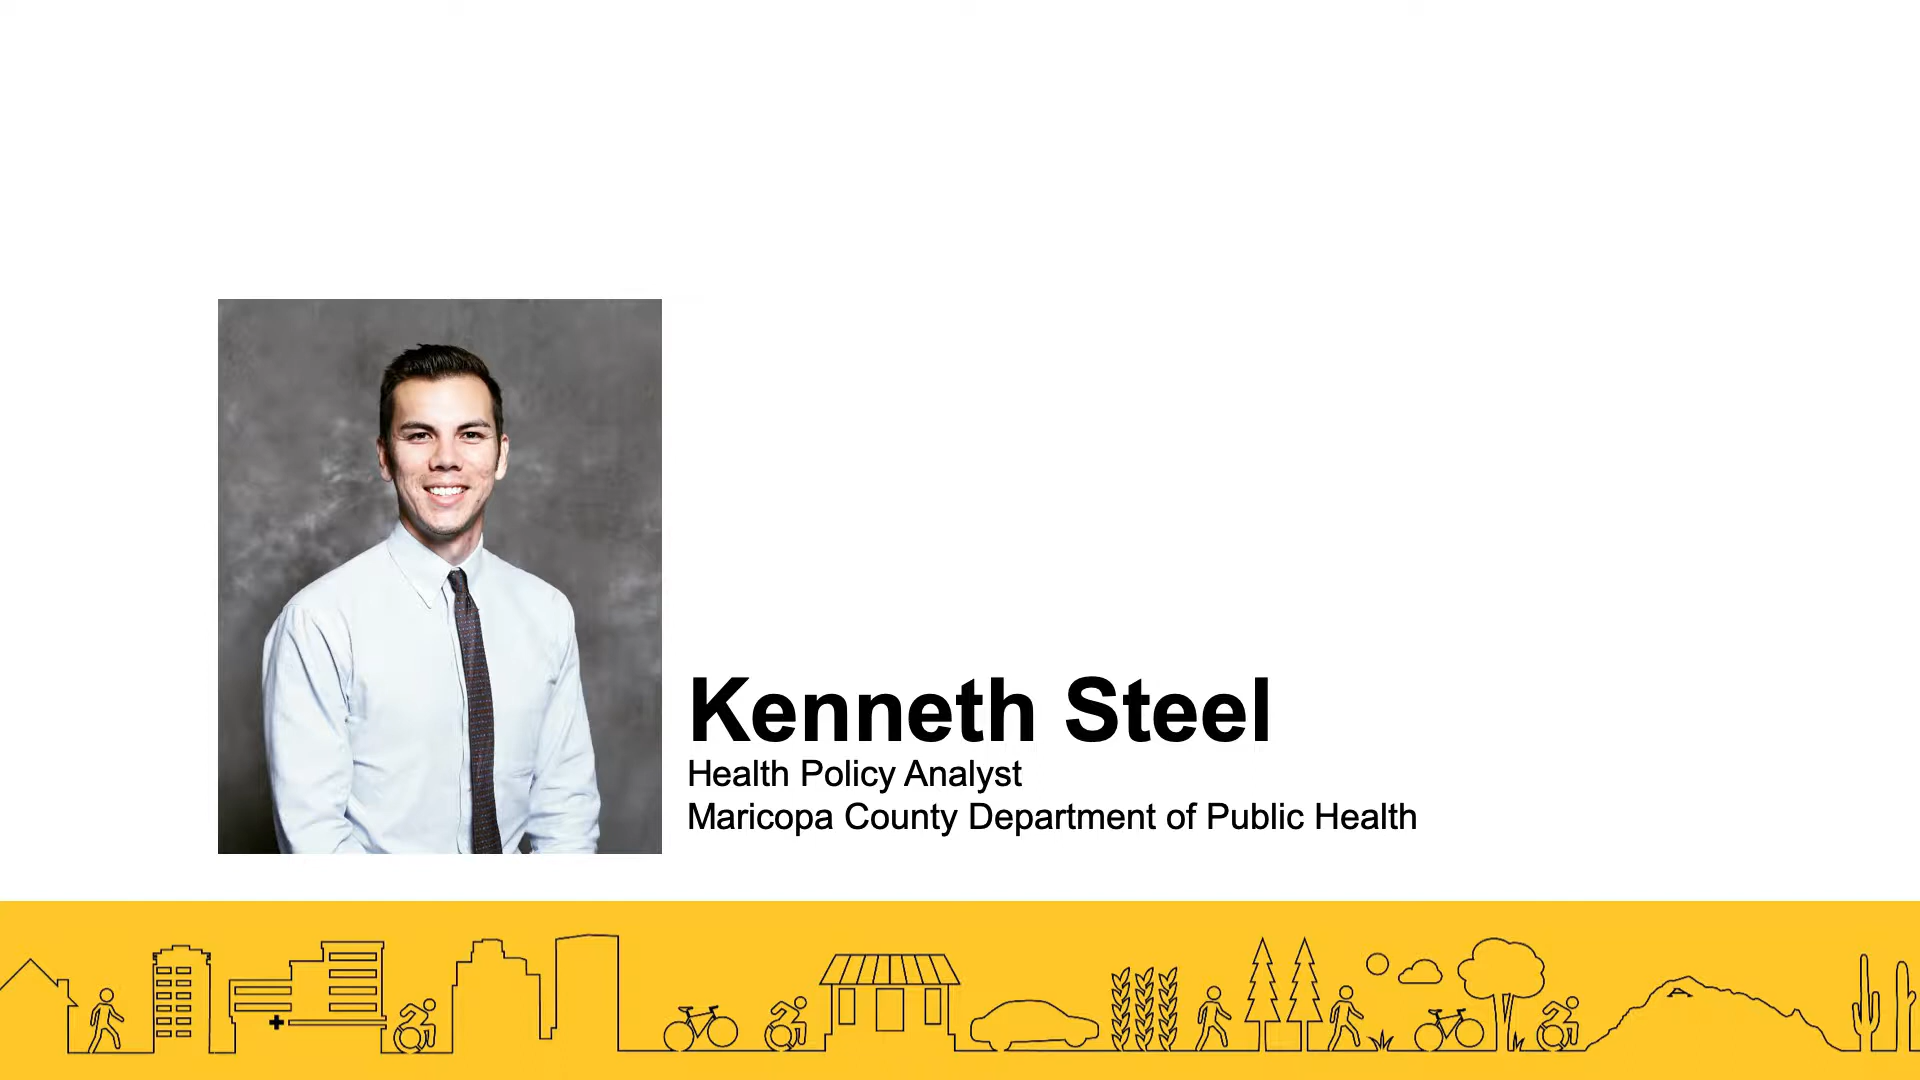 Kenneth Steel
Health Policy Analyst
Maricopa County Department of Public Health